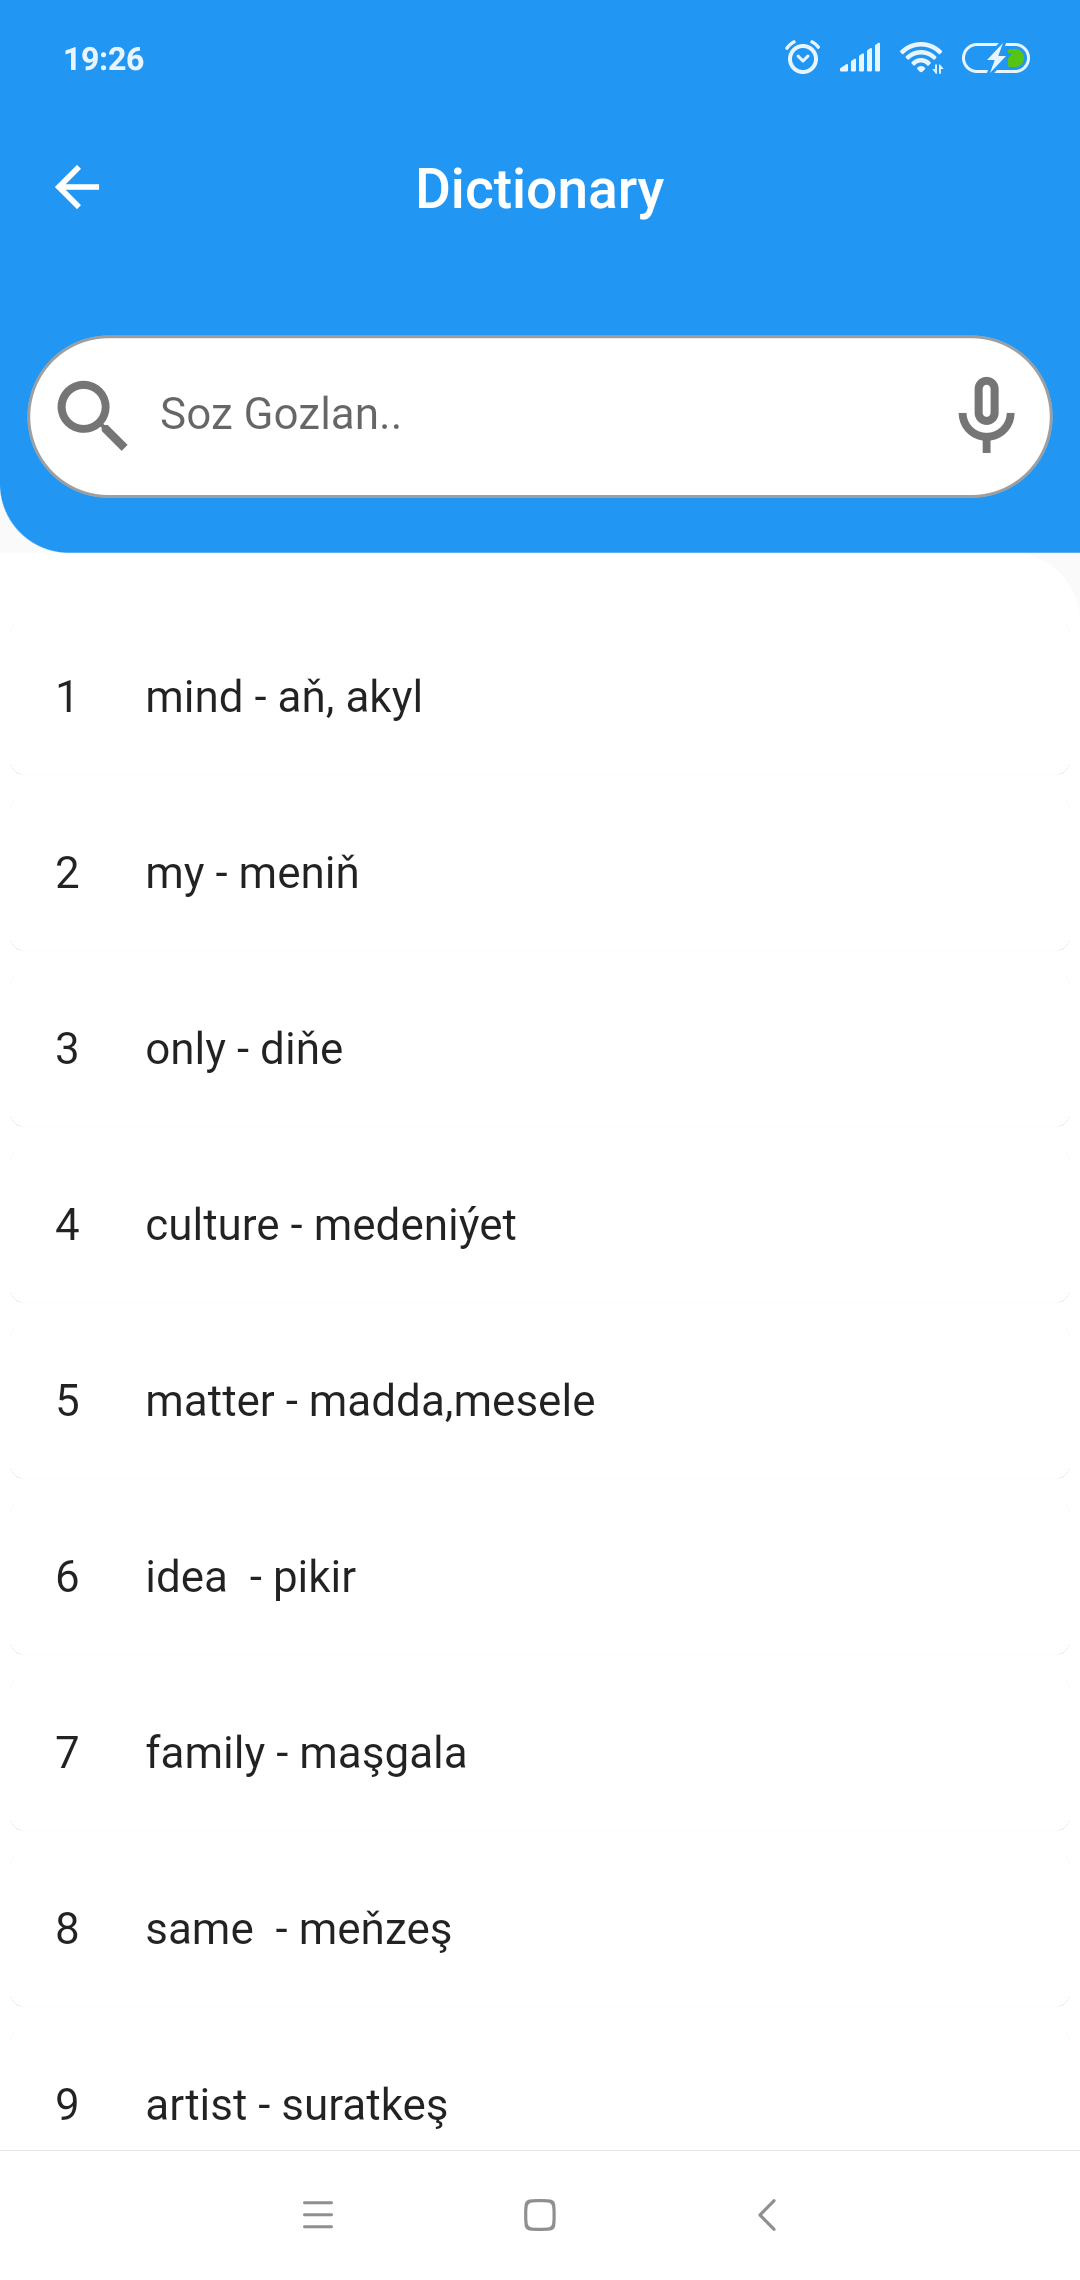 19:26
Dictionary
Soz Gozlan..
1 mind - aň, akyl
2 my - meniň
3 only - diňe
4 culture - medeniýet
5 matter - madda,mesele
6 idea  - pikir
7 family - maşgala
8 same  - meňzeş
9 artist - suratkeş